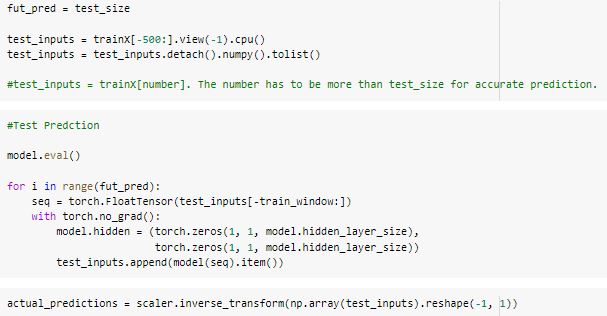 fut_pred = test_size
test_inputs = trainX[-500:].view(-1).cpu()
test_inputs = test_inputs.detach().numpy().tolist()
#test_inputs = trainX[number]. The number has to be more than test_size for accurate prediction.
#Test Predction
model.eval()
for i in range(fut_pred):
    seq = torch.FloatTensor(test_inputs[-train_window:])
    with torch.no_grad():
        model.hidden = (torch.zeros(1, 1, model.hidden_layer_size),
                        torch.zeros(1, 1, model.hidden_layer_size))
        test_inputs.append(model(seq).item())
actual_predictions = scaler.inverse_transform(np.array(test_inputs).reshape(-1, 1))